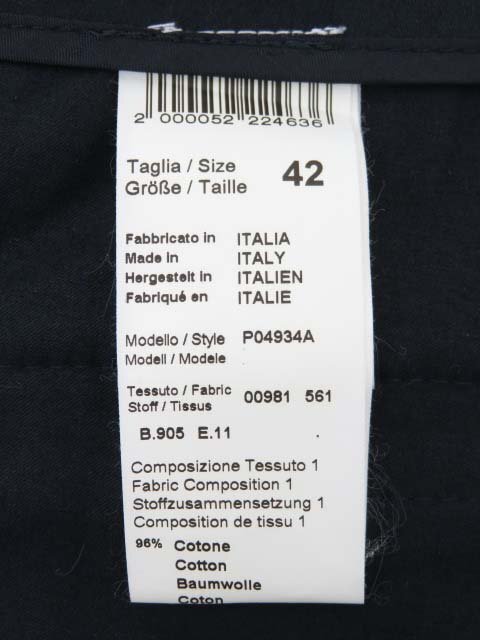 2 000052 224636
Taglia / Size
Größe / Taille 42
Fabbricato in ITALIA
Made in ITALY
Hergestelt in ITALIEN
Fabriqué en ITALIE
Modello / Style P04934A
Modell / Modele
Tessuto / Fabric 00981 561
Stoff / Tissus
B.905 E.11
Composizione Tessuto 1
Fabric Composition 1
Stoffzusammensetzung 1
Composition de tissu 1
96% Cotone
Cotton
Baumwolle
Coton